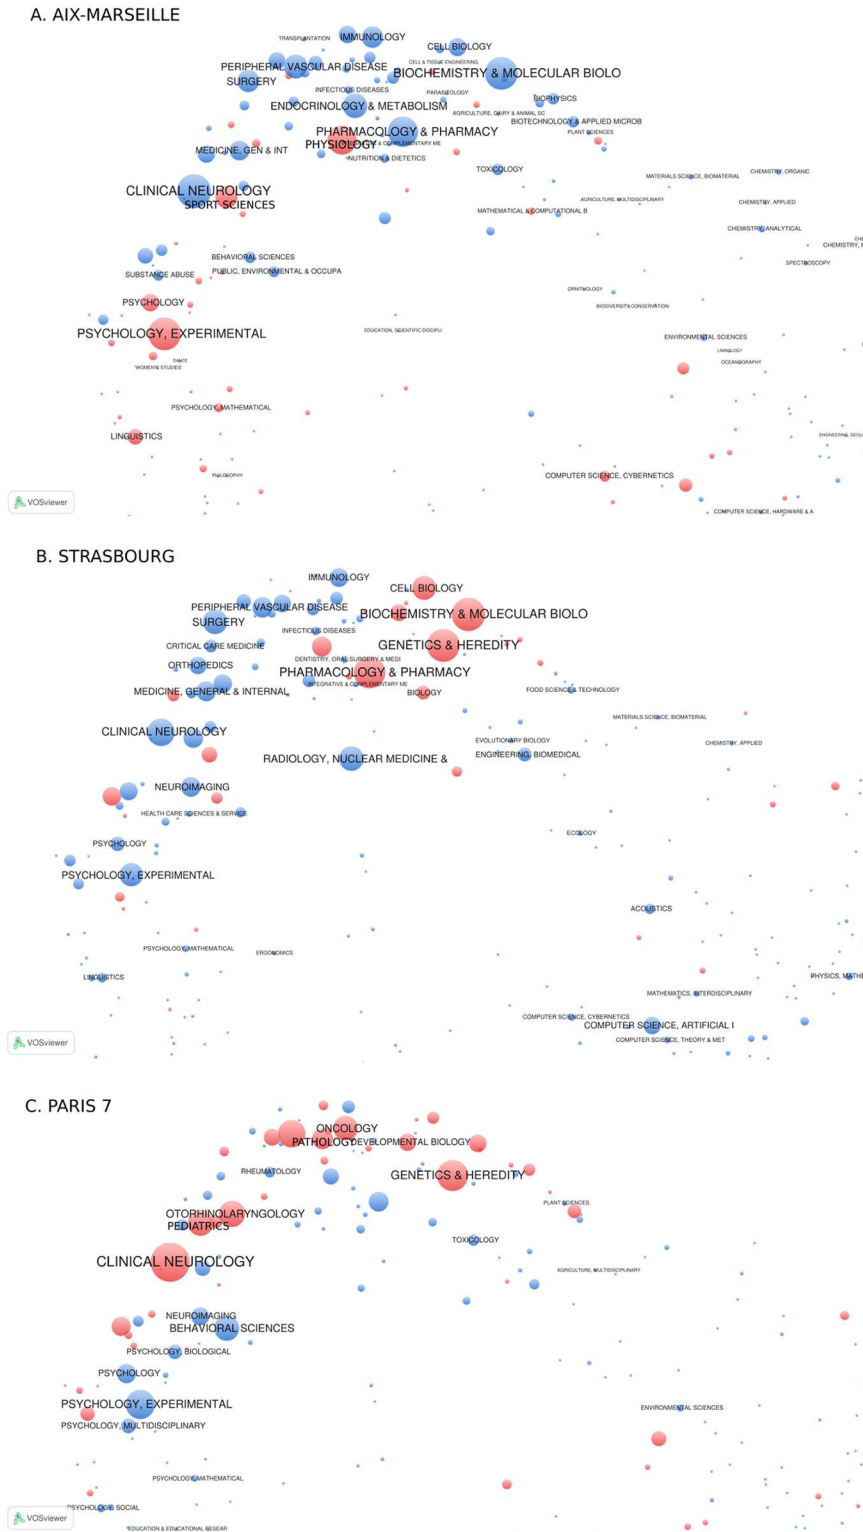 A. AIX-MARSEILLE
TRANSPLANTATION
IMMUNOLOGY
CELL BIOLOGY
CELL & TISSUE ENGINEERING
PERIPHERAL VASCULAR DISEASE
BIOCHEMISTRY & MOLECULAR BIOLO
SURGERY
INFECTIOUS DISEASES
PARASITOLOGY
BIOPHYSICS
ENDOCRINOLOGY & METABOLISM
AGRICULTURE, DAIRY & ANIMAL SC
BIOTECHNOLOGY & APPLIED MICROB
PHARMACOLOGY & PHARMACY
PLANT SCIENCES
PHYSIOLOGY
& COMPLEMENTARY ME
MEDICINE, GEN & INT
NUTRITION & DIETETICS
TOXICOLOGY
CHEMISTRY, ORGANIC
MATERIALS SCIENCE, BIOMATERIAL
CLINICAL NEUROLOGY
AGRICULTURE, MULTIDISCIPLINARY
CHEMISTRY, APPLIED
SPORT SCIENCES
MATHEMATICAL & COMPUTATIONAL B
CHEMISTRY, ANALYTICAL
CHE
CHEMISTRY, M
BEHAVIORAL SCIENCES
SPECTROSCOPY
SUBSTANCE ABUSE
PUBLIC, ENVIRONMENTAL & OCCUPA
ORNITHOLOGY
PSYCHOLOGY
BIODIVERSITY CONSERVATION
PSYCHOLOGY, EXPERIMENTAL
EDUCATION, SCIENTIFIC DISCIPLI
ENVIRONMENTAL SCIENCES
LIMNOLOGY
DANCE
OCEANOGRAPHY
'WOMEN'S STUDIES'
PSYCHOLOGY, MATHEMATICAL
LINGUISTICS
ENGINEERING, GEOL
PHILOSOPHY
COMPUTER SCIENCE, CYBERNETICS
VOSviewer
COMPUTER SCIENCE, HARDWARE & A
B. STRASBOURG
IMMUNOLOGY
CELL BIOLOGY
PERIPHERAL VASCULAR DISEASE
BIOCHEMISTRY & MOLECULAR BIOLO
SURGERY
INFECTIOUS DISEASES
CRITICAL CARE MEDICINE
GENETICS & HEREDITY
DENTISTRY, ORAL SURGERY & MEDI
ORTHOPEDICS
PHARMACOLOGY & PHARMACY
INTEGRATIVE & COMPLEMENTARY ME
MEDICINE, GENERAL & INTERNAL
BIOLOGY
FOOD SCIENCE & TECHNOLOGY
MATERIALS SCIENCE, BIOMATERIAL
CLINICAL NEUROLOGY
EVOLUTIONARY BIOLOGY
CHEMISTRY, APPLIED
RADIOLOGY, NUCLEAR MEDICINE &
ENGINEERING, BIOMEDICAL
NEUROIMAGING
HEALTH CARE SCIENCES & SERVICE
ECOLOGY
PSYCHOLOGY
PSYCHOLOGY, EXPERIMENTAL
ACOUSTICS
PSYCHOLOGY, MATHEMATICAL
ERGONOMICS
LINGUISTICS
PHYSICS, MATHE
MATHEMATICS, INTERDISCIPLINARY
COMPUTER SCIENCE, CYBERNETICS
COMPUTER SCIENCE, ARTIFICIAL I
VOSviewer
COMPUTER SCIENCE, THEORY & MET
C. PARIS 7
ONCOLOGY
PATHOLOGY
DEVELOPMENTAL BIOLOGY
RHEUMATOLOGY
GENETICS & HEREDITY
PLANT SCIENCES
OTORHINOLARYNGOLOGY
PEDIATRICS
TOXICOLOGY
CLINICAL NEUROLOGY
AGRICULTURE, MULTIDISCIPLINARY
NEUROIMAGING
BEHAVIORAL SCIENCES
PSYCHOLOGY, BIOLOGICAL
PSYCHOLOGY
PSYCHOLOGY, EXPERIMENTAL
ENVIRONMENTAL SCIENCES
PSYCHOLOGY, MULTIDISCIPLINARY
PSYCHOLOGY, MATHEMATICAL
PSYCHOLOGY, SOCIAL
VOSviewer
EDUCATION & EDUCATIONAL RESEAR